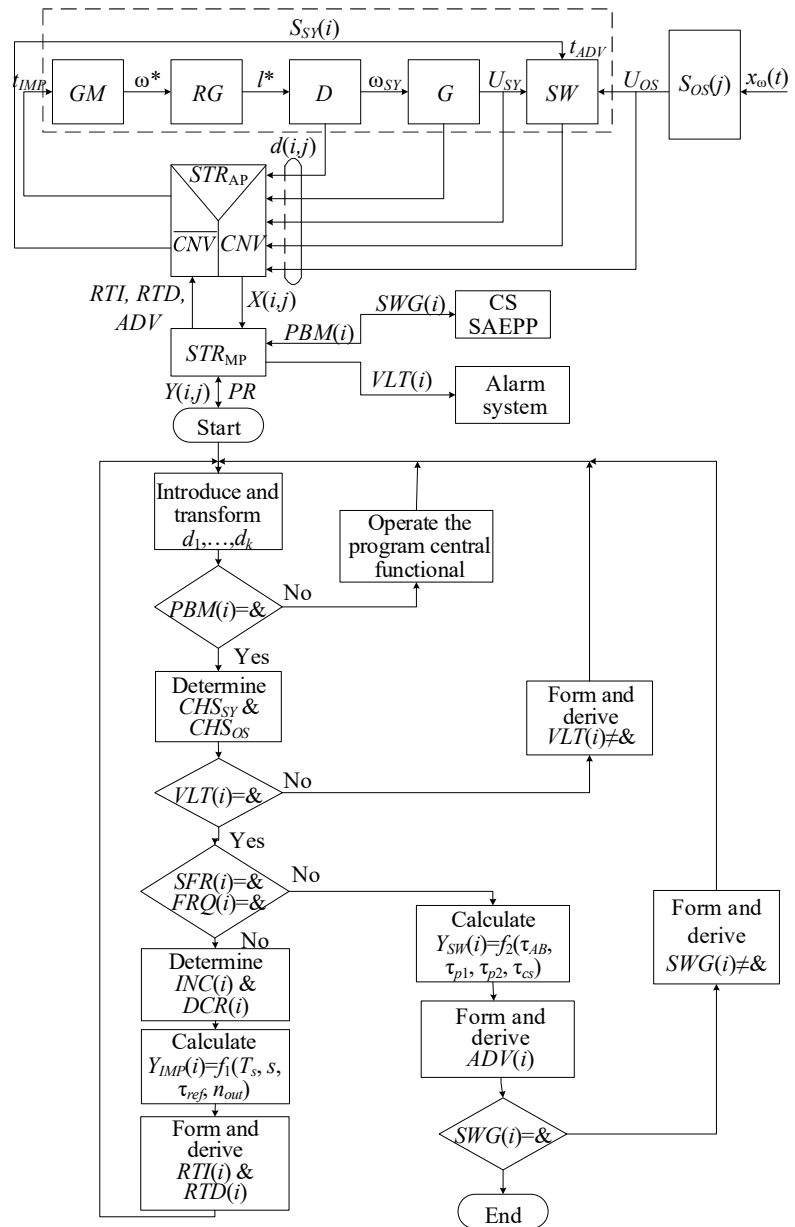 S_SY(i)
t_IMP
ω*
l*
ω_SY
U_SY
t_ADV
U_OS
x_ω(t)
GM
RG
D
G
SW
S_OS(j)
d(i,j)
STR_AP
CNV
CNV
RTI, RTD,
ADV
X(i,j)
SWG(i)
CS
SAEPP
PBM(i)
STR_MP
VLT(i)
Alarm
system
Y(i,j)
PR
Start
Introduce and
transform
d₁,…,d_k
Operate the
program central
functional
PBM(i)=&
No
Yes
Determine
CHS_SY &
CHS_OS
Form and
derive
VLT(i)≠&
VLT(i)=&
No
Yes
SFR(i)=&
FRQ(i)=&
No
No
Calculate
Y_SW(i)=f₂(τ_AB,
τ_p1, τ_p2, τ_cs)
Form and
derive
SWG(i)≠&
Determine
INC(i) &
DCR(i)
Form and
derive
ADV(i)
Calculate
Y_IMP(i)=f₁(T_s, s,
τ_ref, n_out)
SWG(i)=&
Form and
derive
RTI(i) &
RTD(i)
End